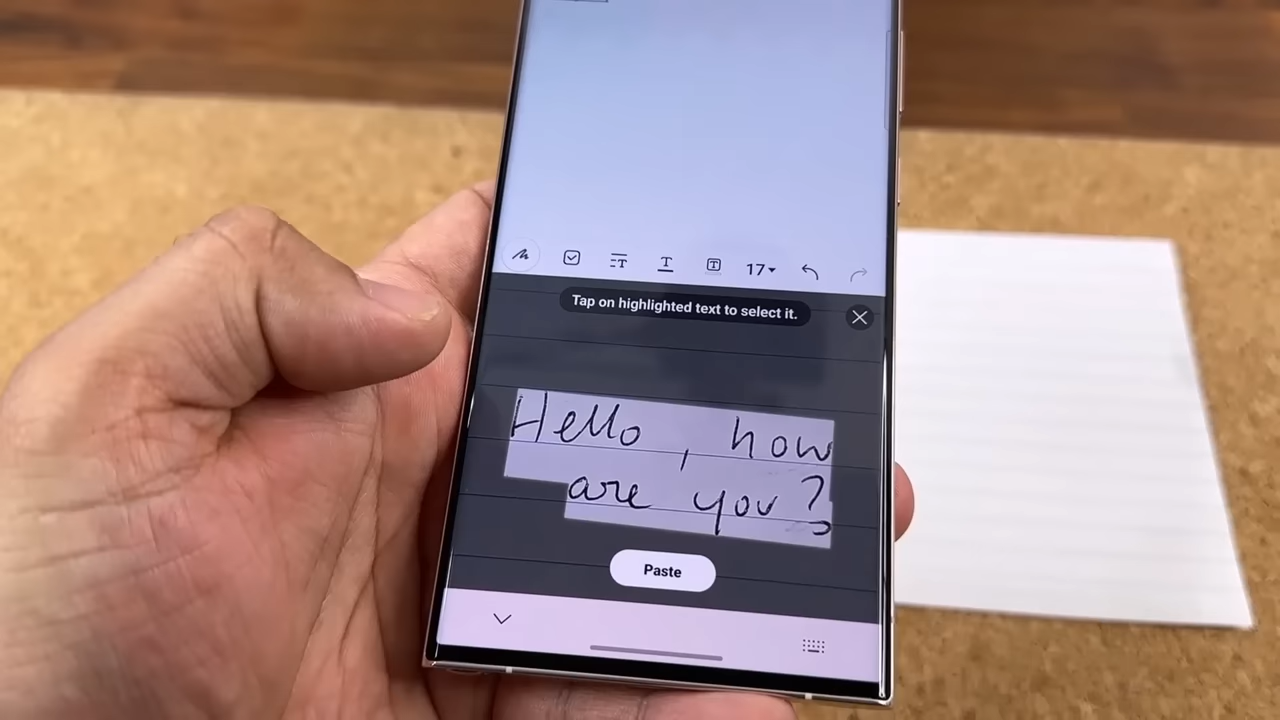 17
Tap on highlighted text to select it.
Hello, how
are you?
Paste